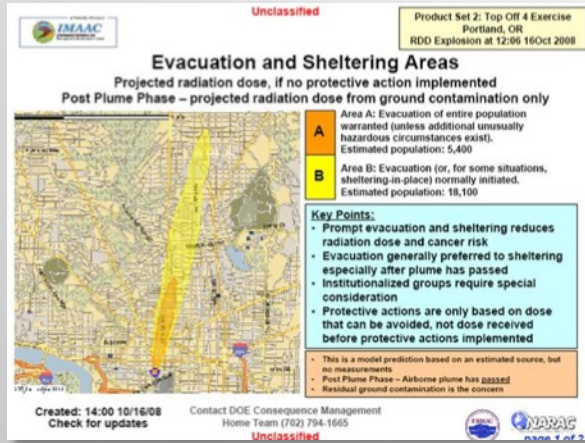 Unclassified
IMAAC
Product Set 2: Top Off 4 Exercise
Portland, OR
RDD Explosion at 12:06 16Oct 2008
Evacuation and Sheltering Areas
Projected radiation dose, if no protective action implemented
Post Plume Phase – projected radiation dose from ground contamination only
A
Area A: Evacuation of entire population
warranted (unless additional unusually
hazardous circumstances exist).
Estimated population: 5,400
B
Area B: Evacuation (or, for some situations,
sheltering-in-place) normally initiated.
Estimated population: 18,100
Key Points:
• Prompt evacuation and sheltering reduces
radiation dose and cancer risk
• Evacuation generally preferred to sheltering
especially after plume has passed
• Institutionalized groups require special
consideration
• Protective actions are only based on dose
that can be avoided, not dose received
before protective actions implemented
• This is a model prediction based on an estimated source, but
no measurements
• Post Plume Phase – Airborne plume has passed
• Residual ground contamination is the concern
Created: 14:00 10/16/08
Check for updates
Contact DOE Consequence Management
Home Team (702) 794-1665
Unclassified
FRMAC
NARAC
page 1 of 2